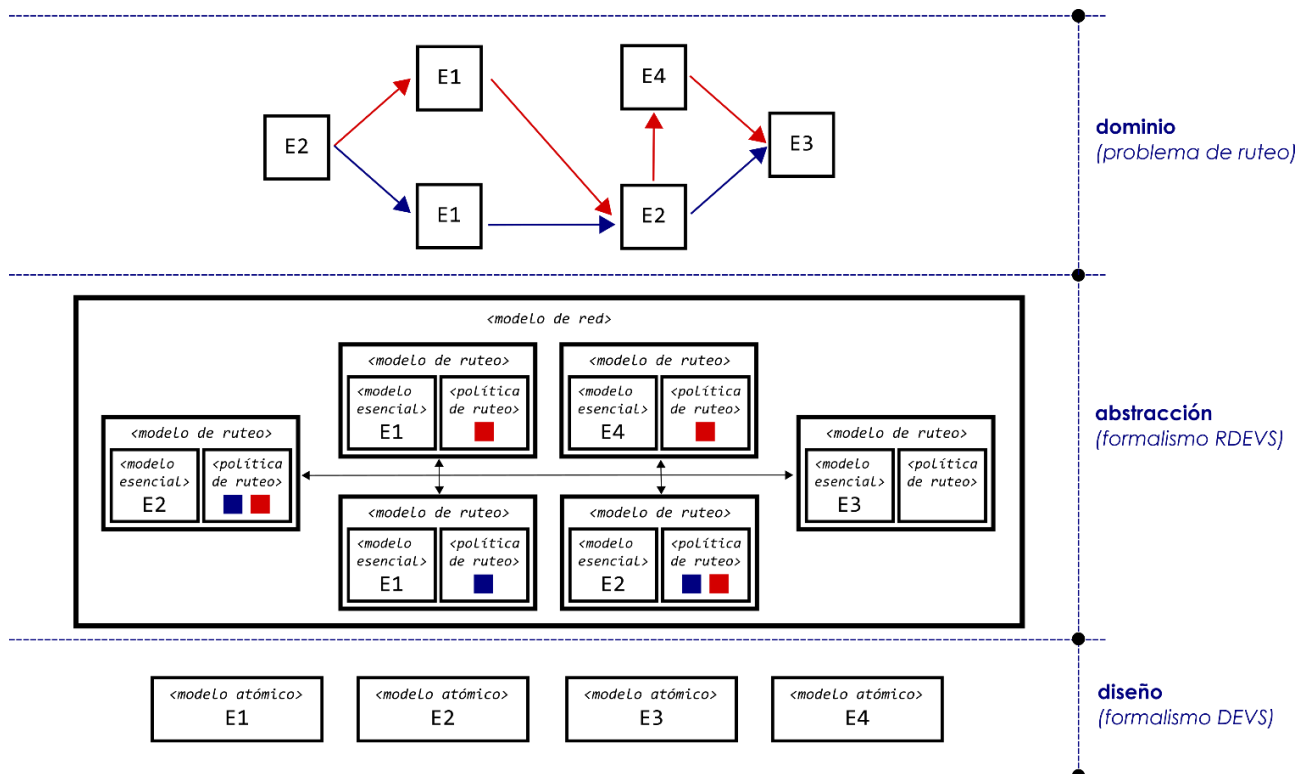 E1
E4
E2
E3
E1
E2
dominio
(problema de ruteo)
<modelo de red>
<modelo de ruteo>
<modelo
esencial>
E1
<política
de ruteo>
<modelo de ruteo>
<modelo
esencial>
E4
<política
de ruteo>
<modelo de ruteo>
<modelo
esencial>
E2
<política
de ruteo>
<modelo de ruteo>
<modelo
esencial>
E3
<política
de ruteo>
<modelo de ruteo>
<modelo
esencial>
E1
<política
de ruteo>
<modelo de ruteo>
<modelo
esencial>
E2
<política
de ruteo>
abstracción
(formalismo RDEVS)
<modelo atómico>
E1
<modelo atómico>
E2
<modelo atómico>
E3
<modelo atómico>
E4
diseño
(formalismo DEVS)